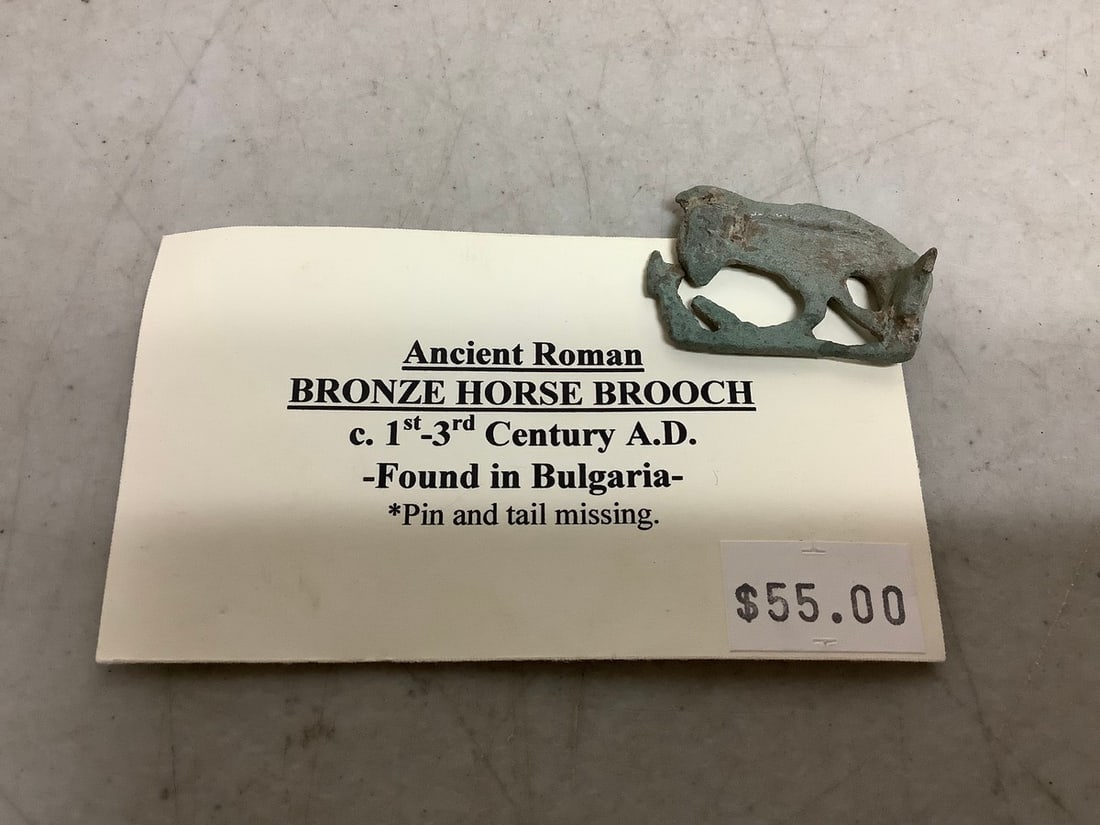 Ancient Roman
BRONZE HORSE BROOCH
c. 1st-3rd Century A.D.
-Found in Bulgaria-
*Pin and tail missing.
$55.00